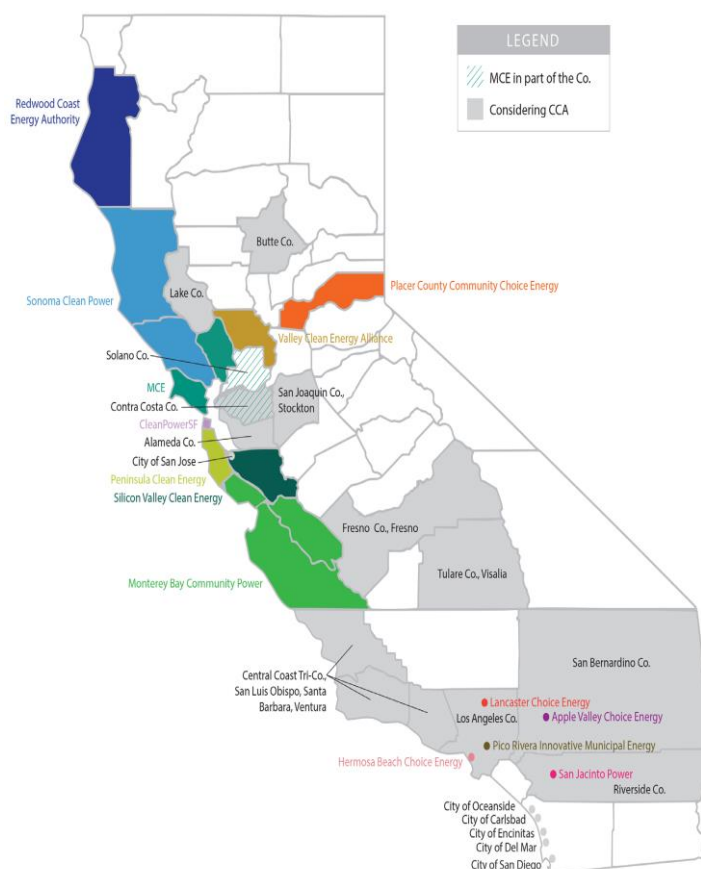 LEGEND
MCE in part of the Co.
Considering CCA
Redwood Coast
Energy Authority
Butte Co.
Lake Co.
Placer County Community Choice Energy
Sonoma Clean Power
Valley Clean Energy Alliance
Solano Co.
MCE
San Joaquin Co.,
Stockton
Contra Costa Co.
CleanPowerSF
Alameda Co.
City of San Jose
Peninsula Clean Energy
Silicon Valley Clean Energy
Fresno Co., Fresno
Tulare Co., Visalia
Monterey Bay Community Power
San Bernardino Co.
Central Coast Tri-Co.,
San Luis Obispo, Santa
Barbara, Ventura
Lancaster Choice Energy
Los Angeles Co.
Apple Valley Choice Energy
Pico Rivera Innovative Municipal Energy
Hermosa Beach Choice Energy
San Jacinto Power
Riverside Co.
City of Oceanside
City of Carlsbad
City of Encinitas
City of Del Mar
City of San Diego